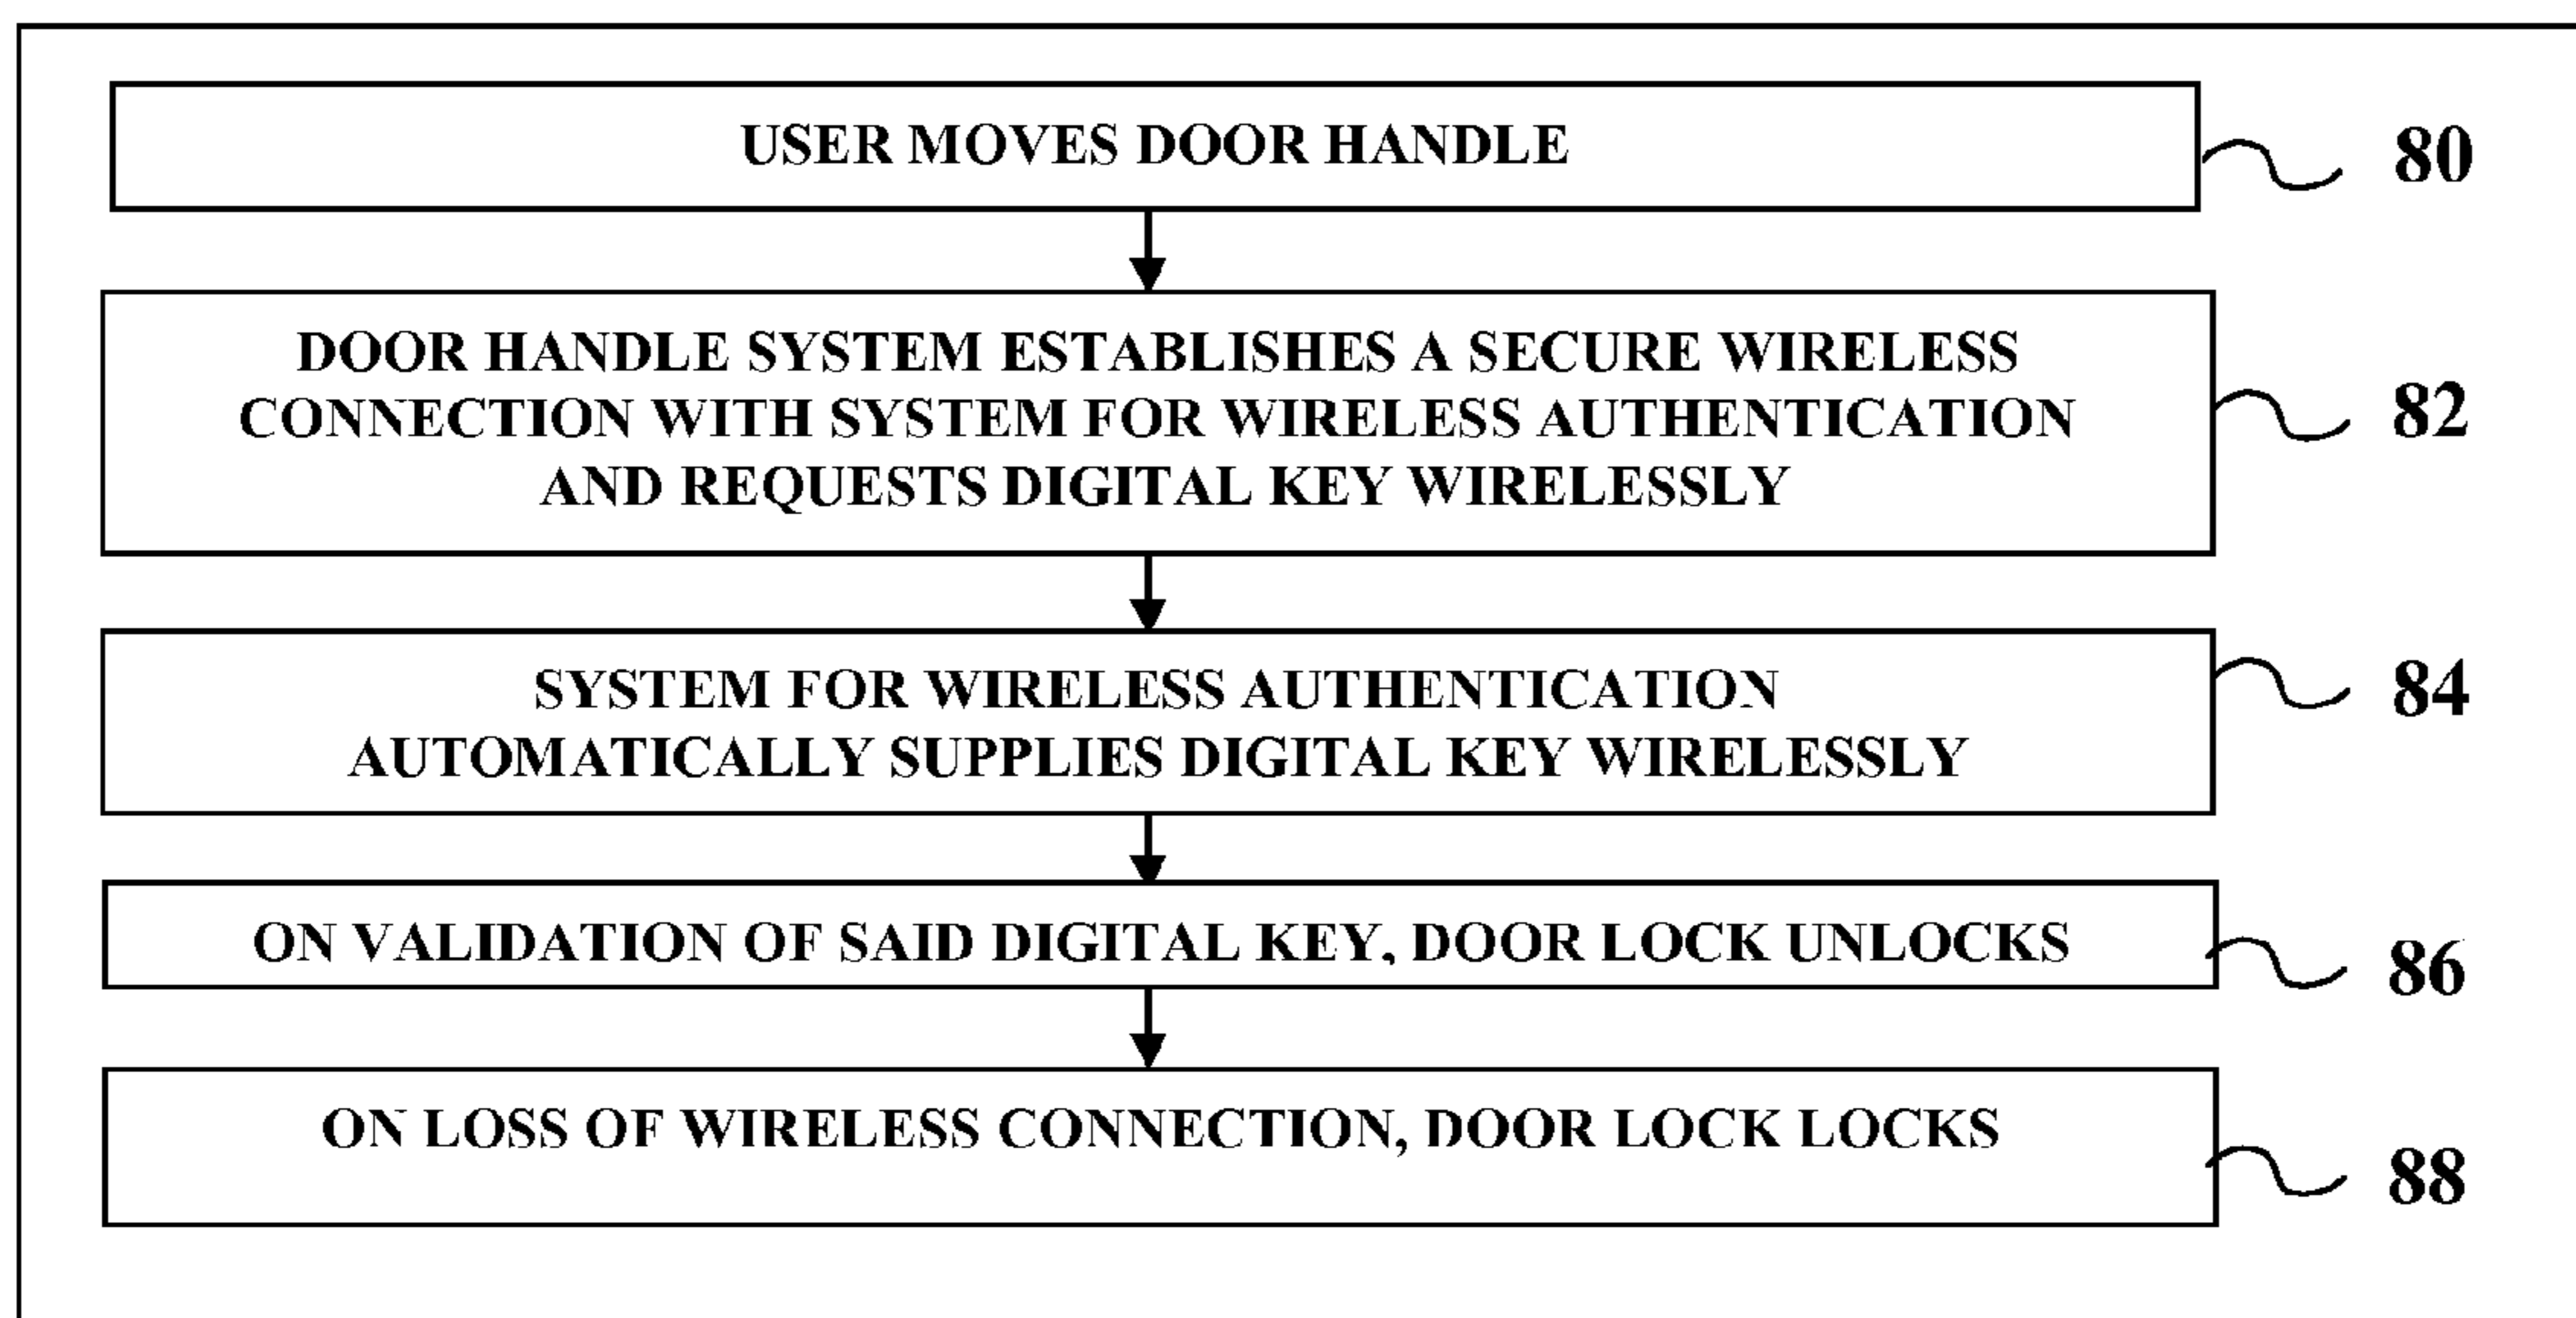 USER MOVES DOOR HANDLE
80
DOOR HANDLE SYSTEM ESTABLISHES A SECURE WIRELESS
CONNECTION WITH SYSTEM FOR WIRELESS AUTHENTICATION
AND REQUESTS DIGITAL KEY WIRELESSLY
82
SYSTEM FOR WIRELESS AUTHENTICATION
AUTOMATICALLY SUPPLIES DIGITAL KEY WIRELESSLY
84
ON VALIDATION OF SAID DIGITAL KEY, DOOR LOCK UNLOCKS
86
ON LOSS OF WIRELESS CONNECTION, DOOR LOCK LOCKS
88